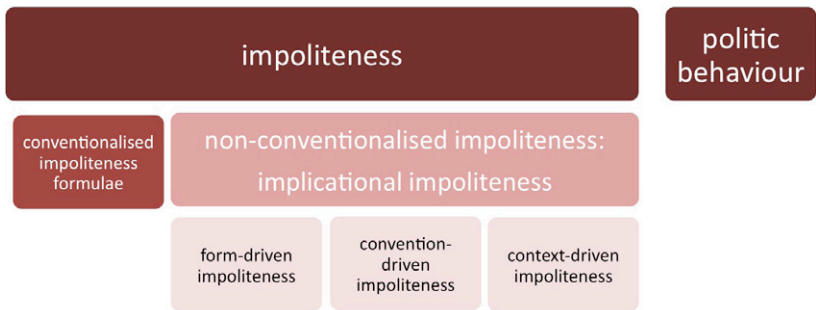 impoliteness
politic
behaviour
conventionalised
impoliteness
formulae
non-conventionalised impoliteness:
implicational impoliteness
form-driven
impoliteness
convention-
driven
impoliteness
context-driven
impoliteness